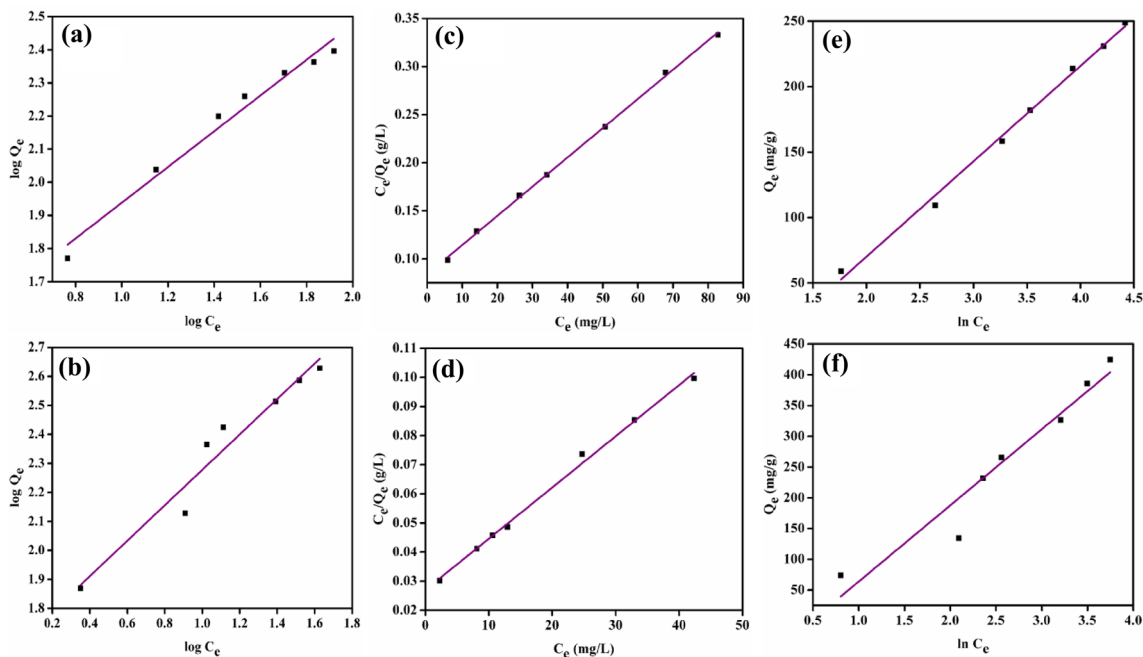 (a)
2.5
2.4
2.3
2.2
2.1
2.0
1.9
1.8
1.7
log Qe
0.8 1.0 1.2 1.4 1.6 1.8 2.0
log Ce
(c)
0.35
0.30
0.25
0.20
0.15
0.10
Ce/Qe (g/L)
0 10 20 30 40 50 60 70 80 90
Ce (mg/L)
(e)
250
200
150
100
50
Qe (mg/g)
1.5 2.0 2.5 3.0 3.5 4.0 4.5
ln Ce
(b)
2.7
2.6
2.5
2.4
2.3
2.2
2.1
2.0
1.9
1.8
log Qe
0.2 0.4 0.6 0.8 1.0 1.2 1.4 1.6 1.8
log Ce
(d)
0.11
0.10
0.09
0.08
0.07
0.06
0.05
0.04
0.03
0.02
Ce/Qe (g/L)
0 10 20 30 40 50
Ce (mg/L)
(f)
450
400
350
300
250
200
150
100
50
Qe (mg/g)
0.5 1.0 1.5 2.0 2.5 3.0 3.5 4.0
ln Ce